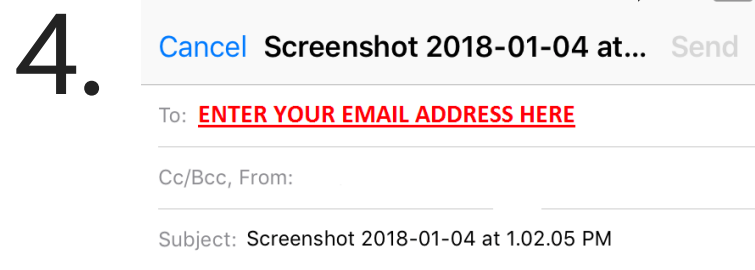 4.
Cancel Screenshot 2018-01-04 at... Send
To: ENTER YOUR EMAIL ADDRESS HERE
Cc/Bcc, From:
Subject: Screenshot 2018-01-04 at 1.02.05 PM